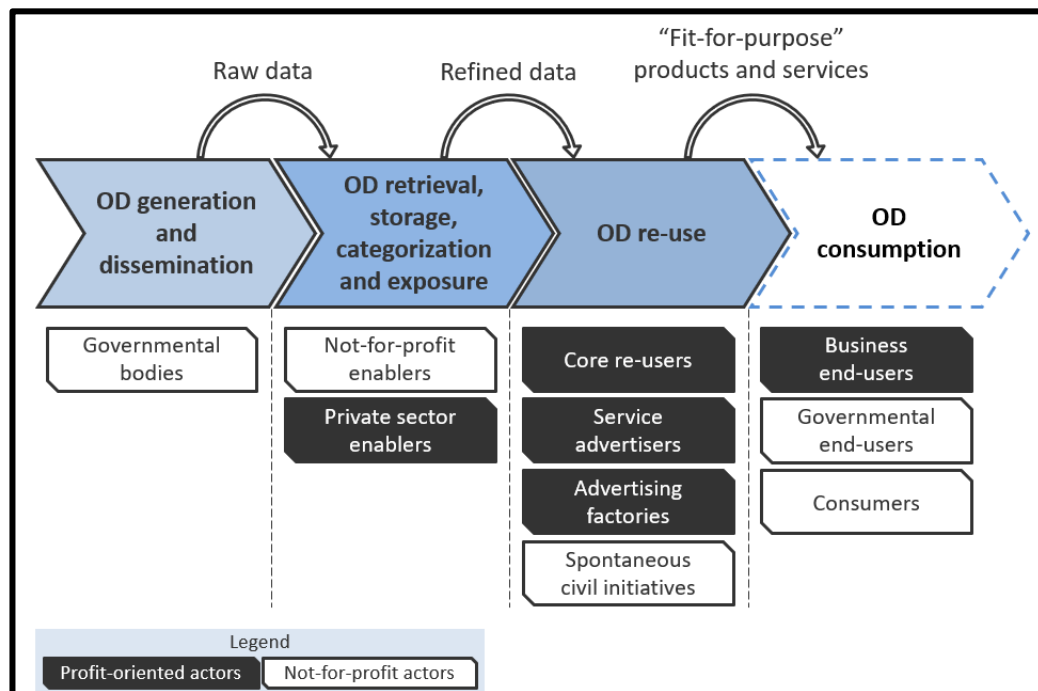 Raw data
Refined data
“Fit-for-purpose”
products and services
OD generation
and
dissemination
OD retrieval,
storage,
categorization
and exposure
OD re-use
OD
consumption
Governmental
bodies
Not-for-profit
enablers
Private sector
enablers
Core re-users
Service
advertisers
Advertising
factories
Spontaneous
civil initiatives
Business
end-users
Governmental
end-users
Consumers
Legend
Profit-oriented actors
Not-for-profit actors